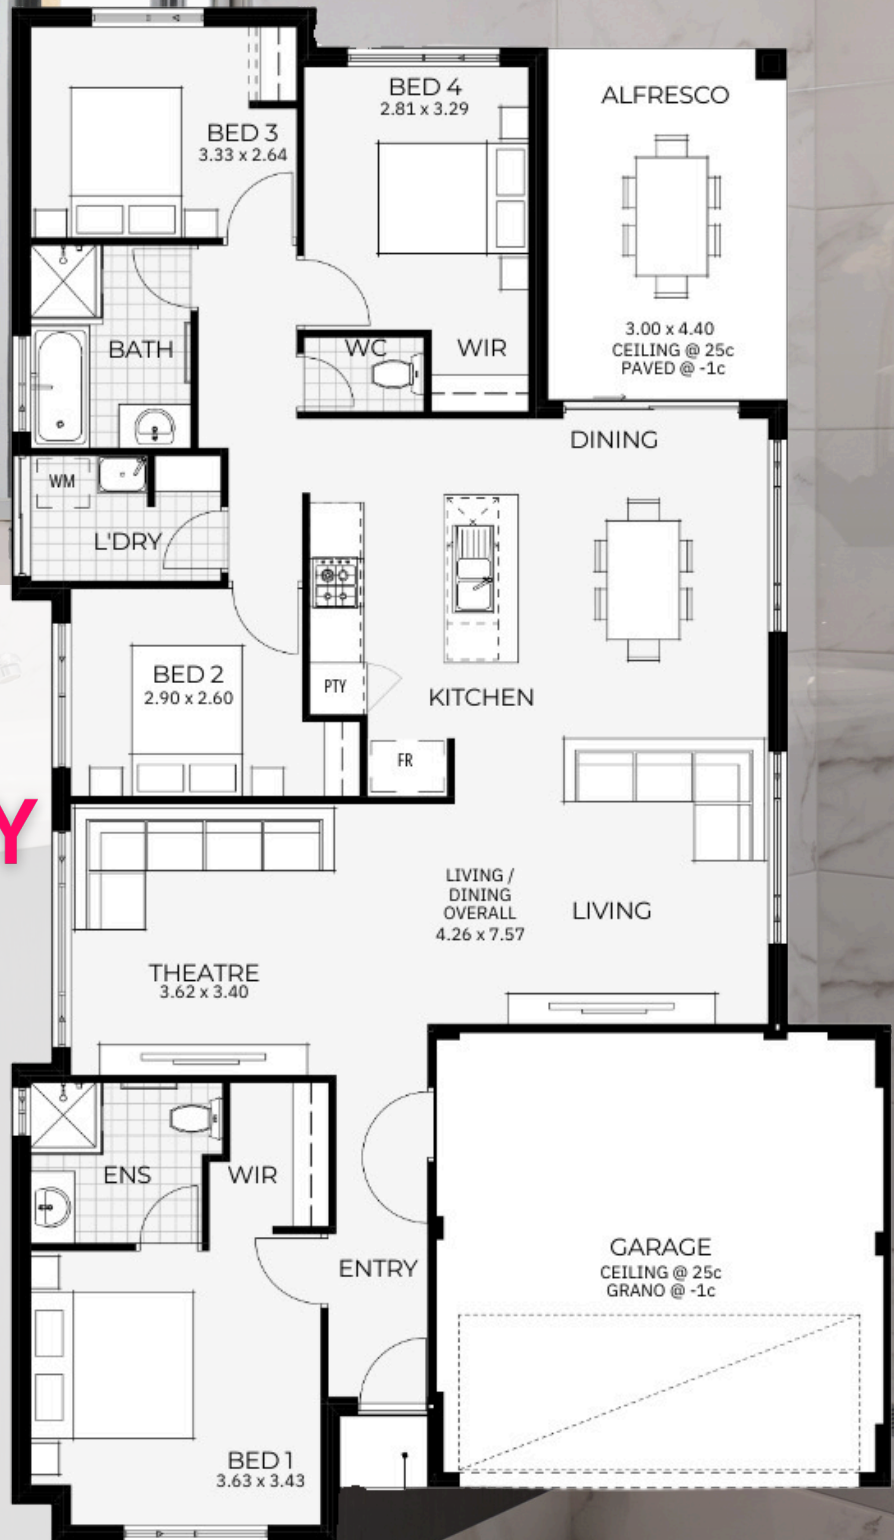 BED 3
3.33 x 2.64
BED 4
2.81 x 3.29
ALFRESCO
3.00 x 4.40
CEILING @ 25c
PAVED @ -1c
BATH
WC
WIR
DINING
WM
L'DRY
BED 2
2.90 x 2.60
PTY
KITCHEN
FR
Y
LIVING /
DINING
OVERALL
4.26 x 7.57
LIVING
THEATRE
3.62 x 3.40
ENS
WIR
ENTRY
GARAGE
CEILING @ 25c
GRANO @ -1c
BED 1
3.63 x 3.43